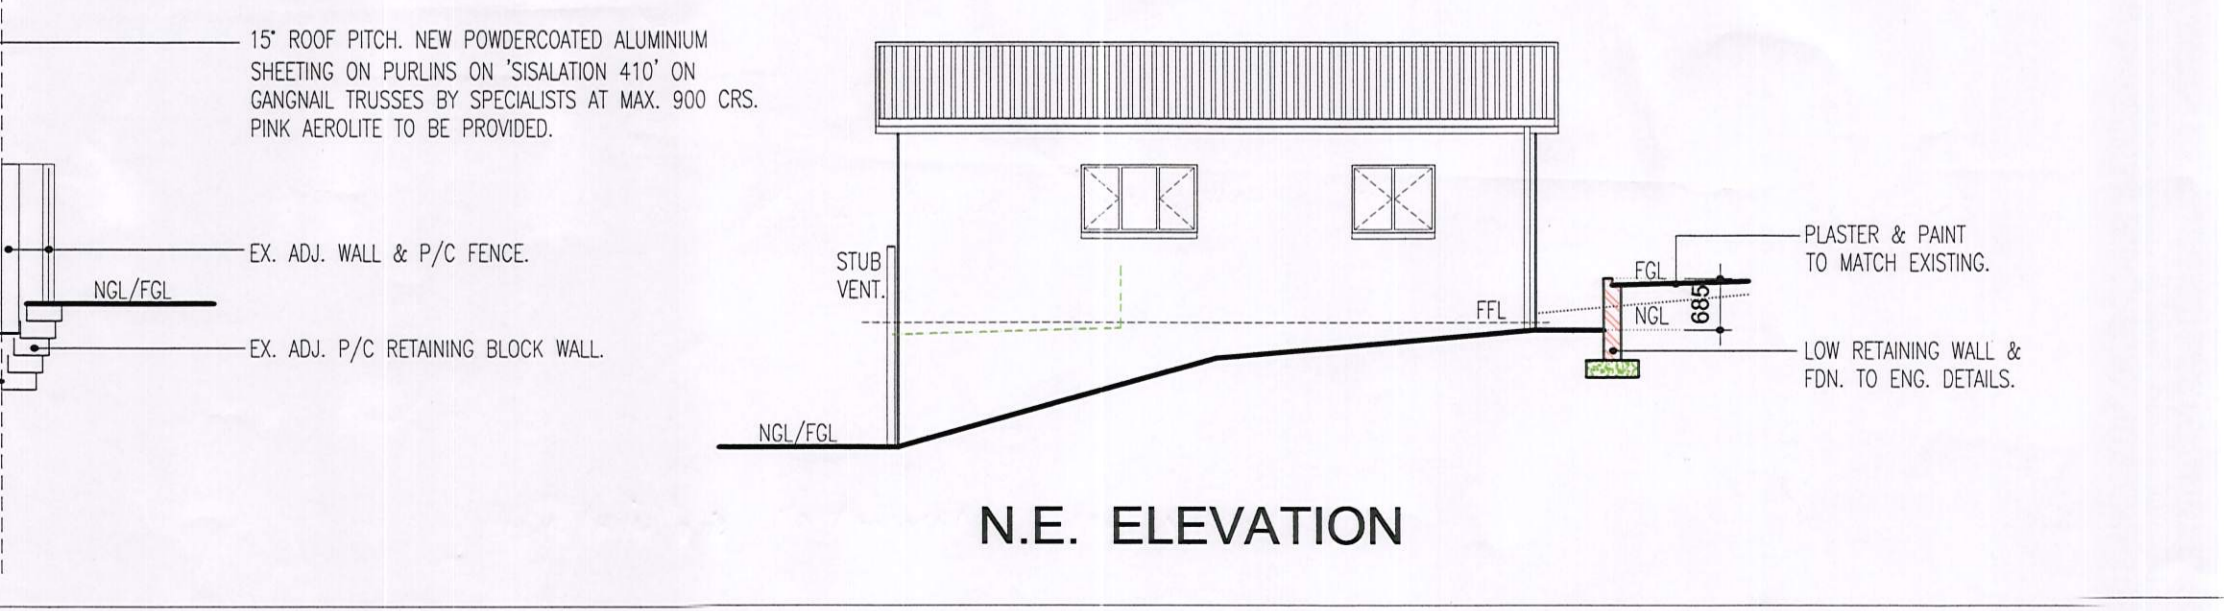 15° ROOF PITCH. NEW POWDERCOATED ALUMINIUM
SHEETING ON PURLINS ON 'SISALATION 410' ON
GANGNAIL TRUSSES BY SPECIALISTS AT MAX. 900 CRS.
PINK AEROLITE TO BE PROVIDED.
EX. ADJ. WALL & P/C FENCE.
NGL/FGL
EX. ADJ. P/C RETAINING BLOCK WALL.
STUB
VENT.
NGL/FGL
FFL
FGL
NGL
685
PLASTER & PAINT
TO MATCH EXISTING.
LOW RETAINING WALL &
FDN. TO ENG. DETAILS.
N.E. ELEVATION